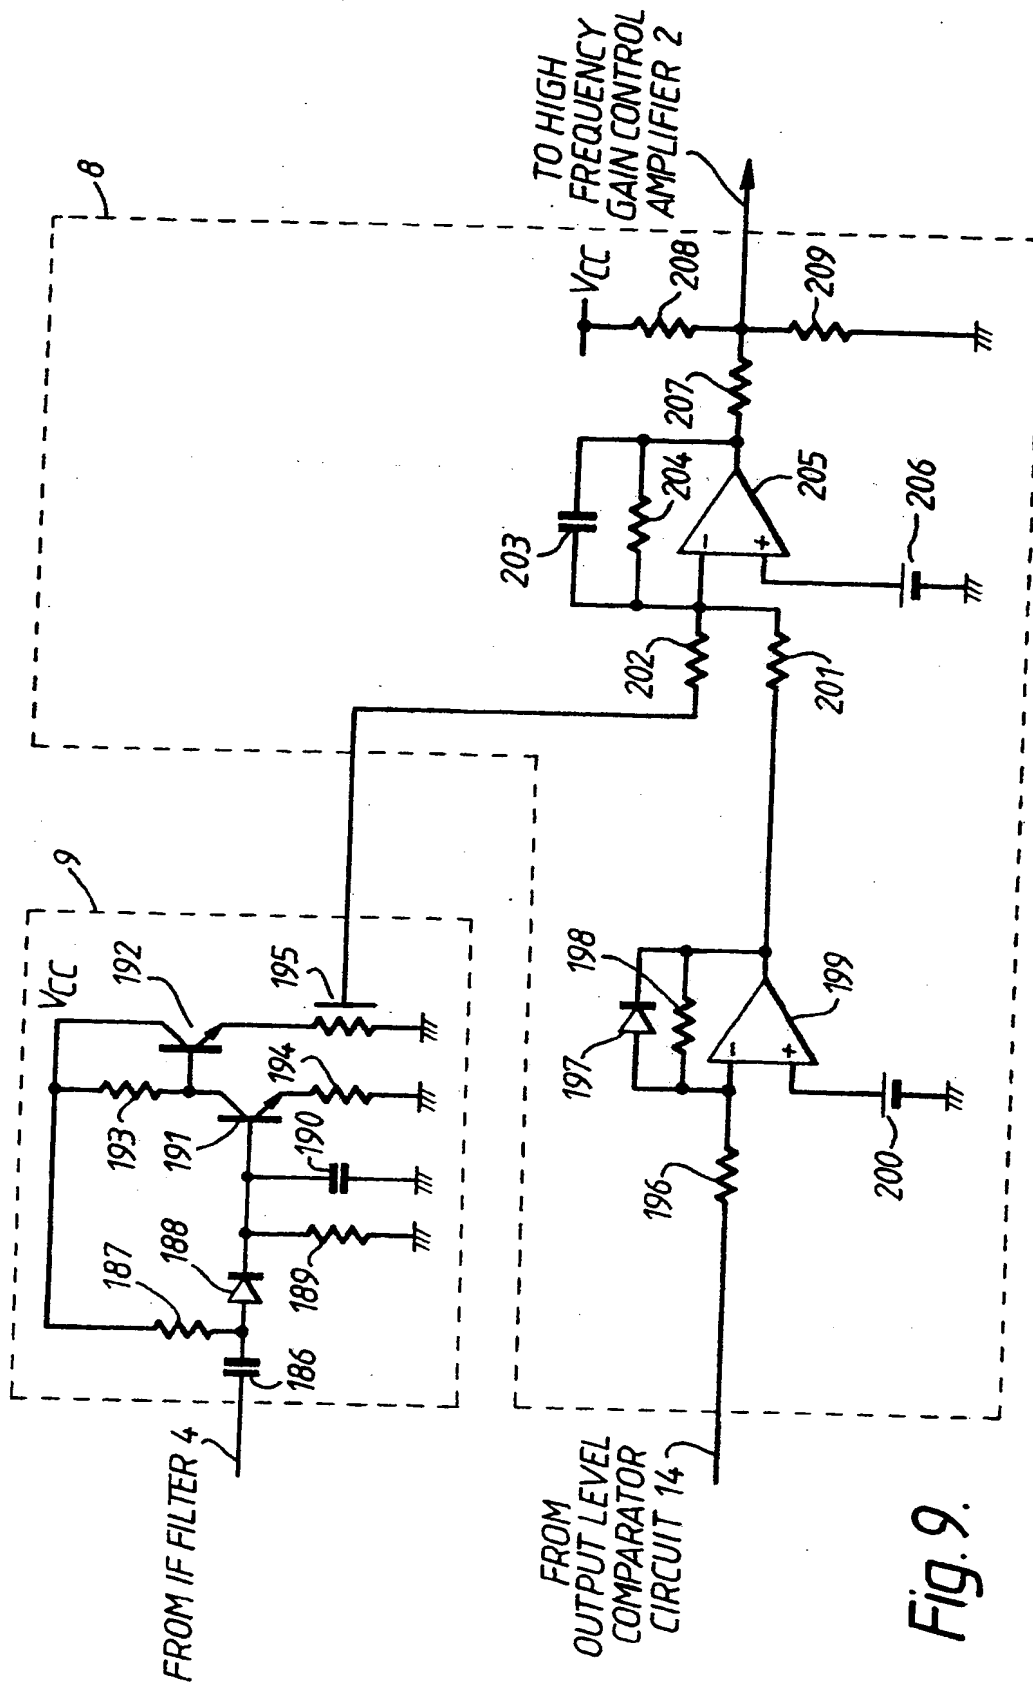 FROM IF FILTER 4
9
VCC
187
188
186
189
193
191
190
192
194
195
8
FROM
OUTPUT LEVEL
COMPARATOR
CIRCUIT 14
196
197
198
199
-
+
200
202
201
203
204
205
-
+
206
207
VCC
208
209
TO HIGH
FREQUENCY
GAIN CONTROL
AMPLIFIER 2
Fig. 9.